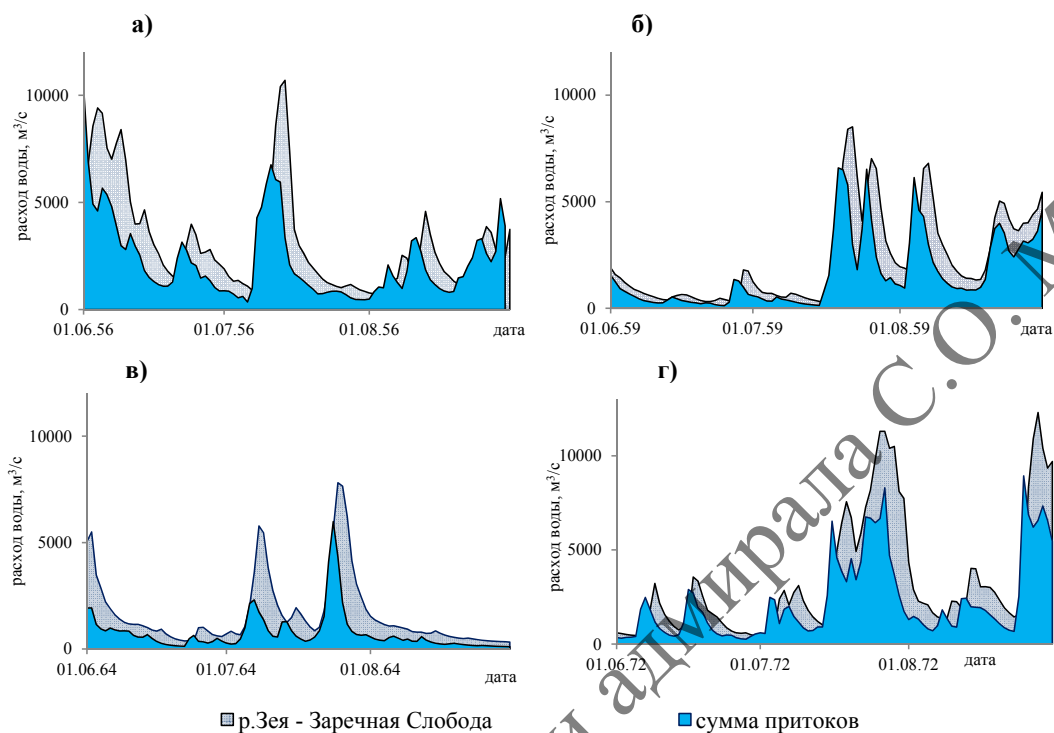 а)
б)
расход воды, м³/с
10000
5000
0
01.06.56
01.07.56
01.08.56
дата
расход воды, м³/с
10000
5000
0
01.06.59
01.07.59
01.08.59
дата
в)
г)
расход воды, м³/с
10000
5000
0
01.06.64
01.07.64
01.08.64
дата
расход воды, м³/с
10000
5000
0
01.06.72
01.07.72
01.08.72
дата
р.Зея - Заречная Слобода
сумма притоков
адмирала С.О.